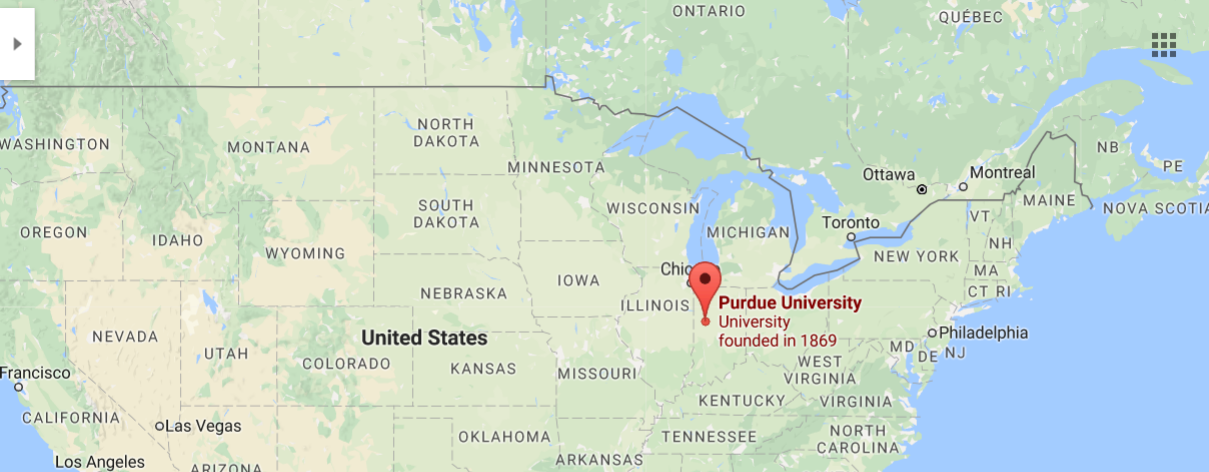 ONTARIO
QUÉBEC
WASHINGTON
MONTANA
NORTH
DAKOTA
MINNESOTA
Ottawa
Montreal
NB
PE
OREGON
IDAHO
WYOMING
SOUTH
DAKOTA
WISCONSIN
MICHIGAN
Toronto
VT
MAINE
NOVA SCOTIA
NH
NEW YORK
MA
CT RI
IOWA
NEBRASKA
ILLINOIS
Purdue University
University
founded in 1869
NEVADA
UTAH
COLORADO
United States
KANSAS
MISSOURI
WEST
VIRGINIA
Philadelphia
MD
DE
NJ
Francisco
CALIFORNIA
Las Vegas
KENTUCKY
VIRGINIA
OKLAHOMA
TENNESSEE
NORTH
CAROLINA
Los Angeles
ARIZONA
ARKANSAS